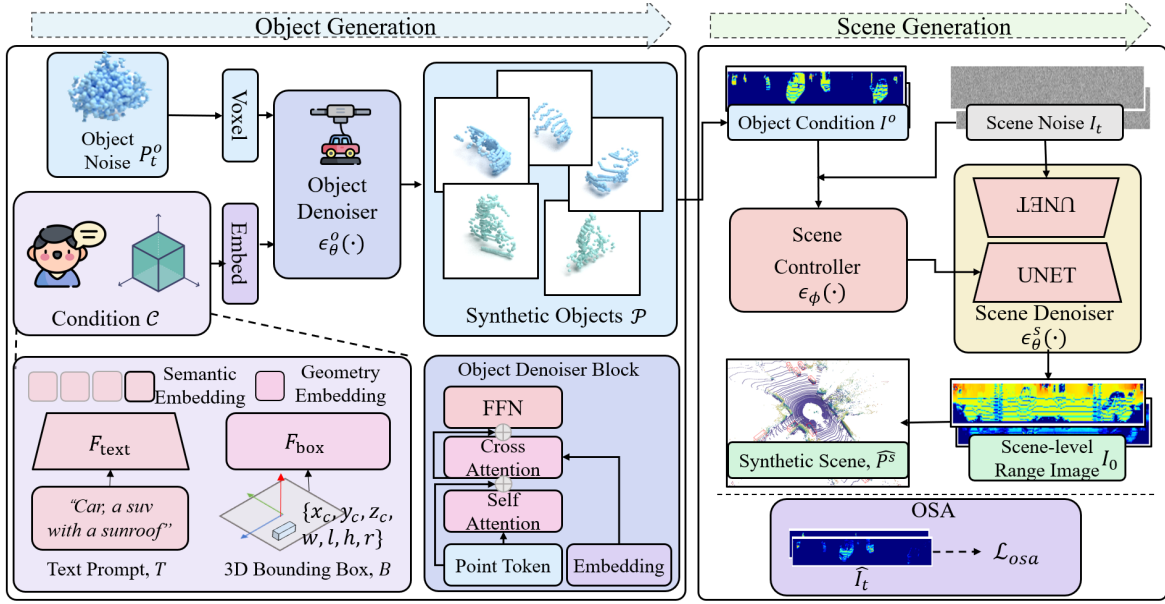 Object Generation
Scene Generation
Object
Noise P_t^o
Voxel
Embed
Object
Denoiser
ϵ_θ^o(·)
Condition 𝒞
Synthetic Objects 𝒫
Semantic
Embedding
Geometry
Embedding
F_text
F_box
"Car, a suv
with a sunroof"
{x_c, y_c, z_c,
w, l, h, r}
Text Prompt, T
3D Bounding Box, B
Object Denoiser Block
FFN
Cross
Attention
Self
Attention
Point Token
Embedding
Object Condition I^o
Scene Noise I_t
Scene
Controller
ϵ_ϕ(·)
UNET
UNET
Scene Denoiser
ϵ_θ^s(·)
Synthetic Scene, \widehat{P^s}
Scene-level
Range Image I_0
OSA
\widehat{I_t}
ℒ_osa